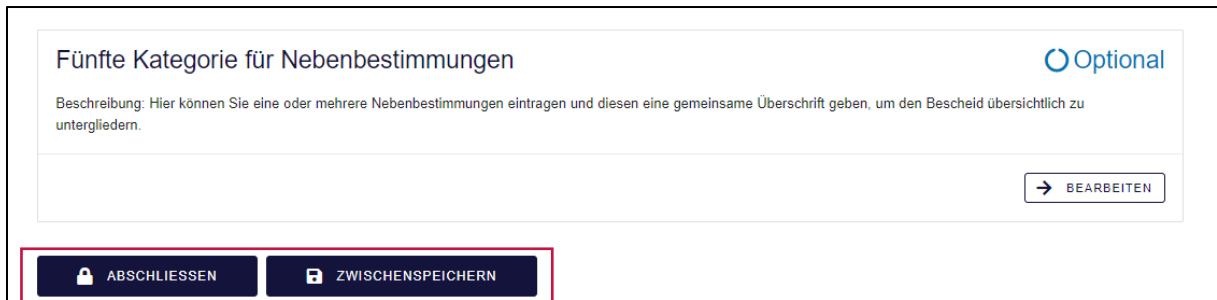 Fünfte Kategorie für Nebenbestimmungen
Optional
Beschreibung: Hier können Sie eine oder mehrere Nebenbestimmungen eintragen und diesen eine gemeinsame Überschrift geben, um den Bescheid übersichtlich zu
untergliedern.
BEARBEITEN
ABSCHLIESSEN
ZWISCHENSPEICHERN